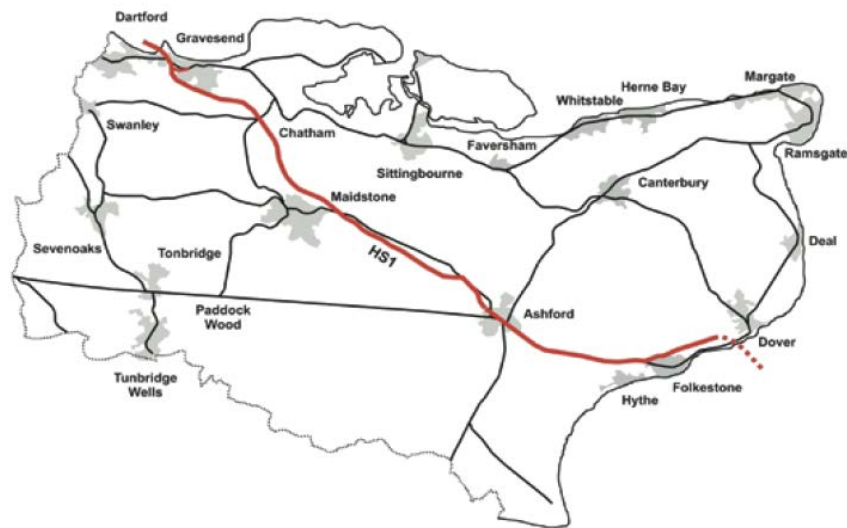 Dartford
Gravesend
Margate
Herne Bay
Whitstable
Swanley
Chatham
Faversham
Ramsgate
Sittingbourne
Canterbury
Maidstone
Sevenoaks
Tonbridge
Deal
HS1
Paddock
Wood
Ashford
Dover
Tunbridge
Wells
Hythe
Folkestone